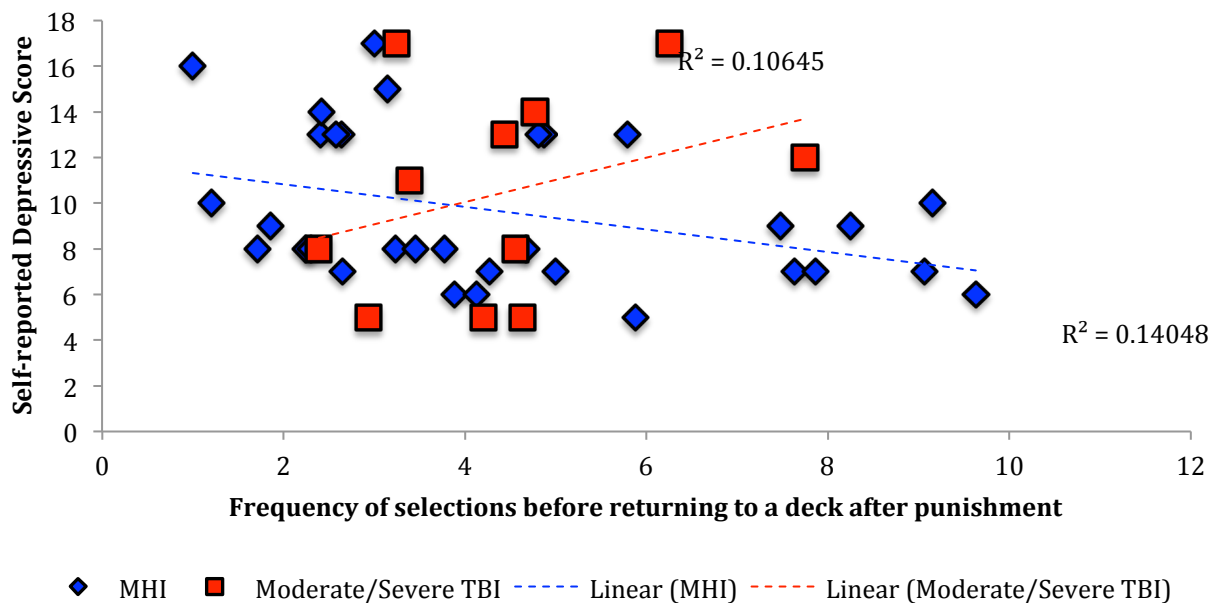 Self-reported Depressive Score
18
16
14
12
10
8
6
4
2
0
R² = 0.10645
R² = 0.14048
0 2 4 6 8 10 12
Frequency of selections before returning to a deck after punishment
MHI Moderate/Severe TBI Linear (MHI) Linear (Moderate/Severe TBI)